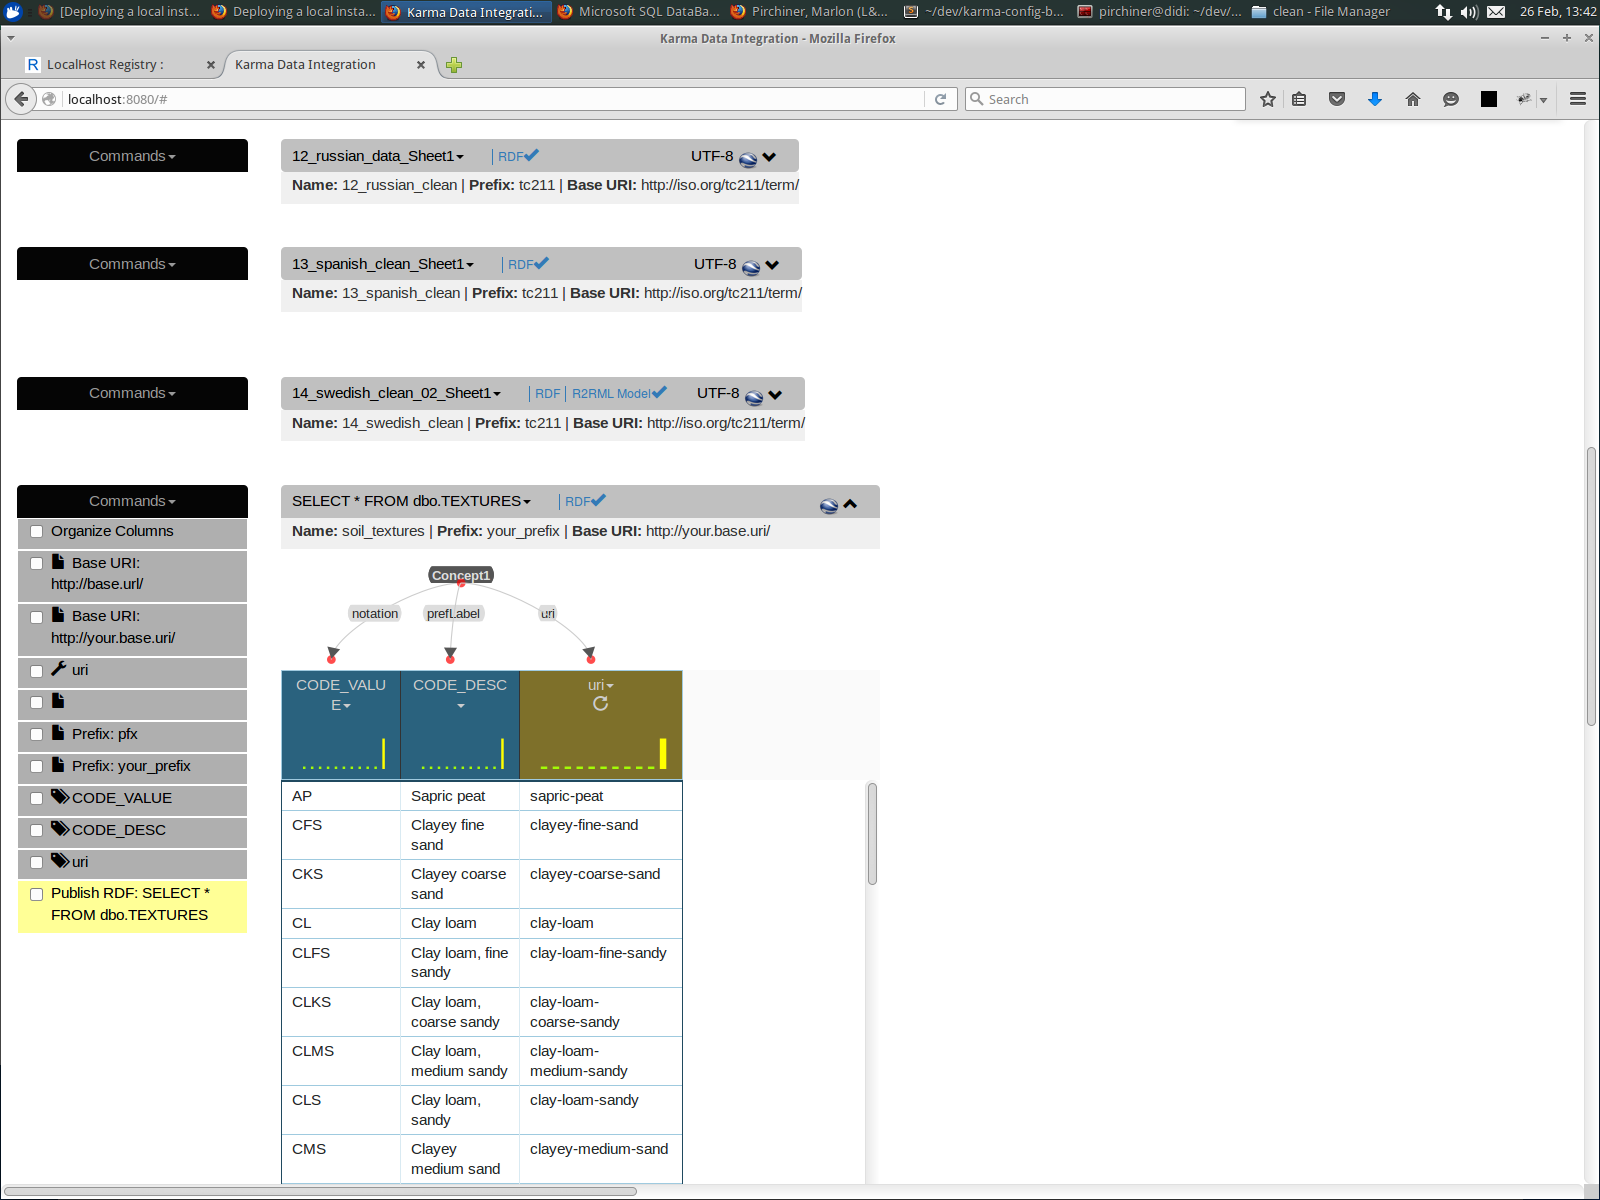 [Deploying a local inst...
Deploying a local insta...
Karma Data Integrati...
Microsoft SQL DataBa...
Pirchiner, Marlon (L&...
~/dev/karma-config-b...
pirchiner@didi: ~/dev/...
clean - File Manager
26 Feb, 13:42
Karma Data Integration - Mozilla Firefox
R LocalHost Registry :
Karma Data Integration
localhost:8080/#
Search
Commands
12_russian_data_Sheet1
RDF
UTF-8
Name: 12_russian_clean | Prefix: tc211 | Base URI: http://iso.org/tc211/term/
Commands
13_spanish_clean_Sheet1
RDF
UTF-8
Name: 13_spanish_clean | Prefix: tc211 | Base URI: http://iso.org/tc211/term/
Commands
14_swedish_clean_02_Sheet1
RDF | R2RML Model
UTF-8
Name: 14_swedish_clean | Prefix: tc211 | Base URI: http://iso.org/tc211/term/
Commands
Organize Columns
Base URI:
http://base.url/
Base URI:
http://your.base.uri/
uri
Prefix: pfx
Prefix: your_prefix
CODE_VALUE
CODE_DESC
uri
Publish RDF: SELECT *
FROM dbo.TEXTURES
SELECT * FROM dbo.TEXTURES
RDF
Name: soil_textures | Prefix: your_prefix | Base URI: http://your.base.uri/
Concept1
notation
prefLabel
uri
CODE_VALU
E
CODE_DESC
uri
AP
Sapric peat
sapric-peat
CFS
Clayey fine
sand
clayey-fine-sand
CKS
Clayey coarse
sand
clayey-coarse-sand
CL
Clay loam
clay-loam
CLFS
Clay loam, fine
sandy
clay-loam-fine-sandy
CLKS
Clay loam,
coarse sandy
clay-loam-
coarse-sandy
CLMS
Clay loam,
medium sandy
clay-loam-
medium-sandy
CLS
Clay loam,
sandy
clay-loam-sandy
CMS
Clayey
medium sand
clayey-medium-sand